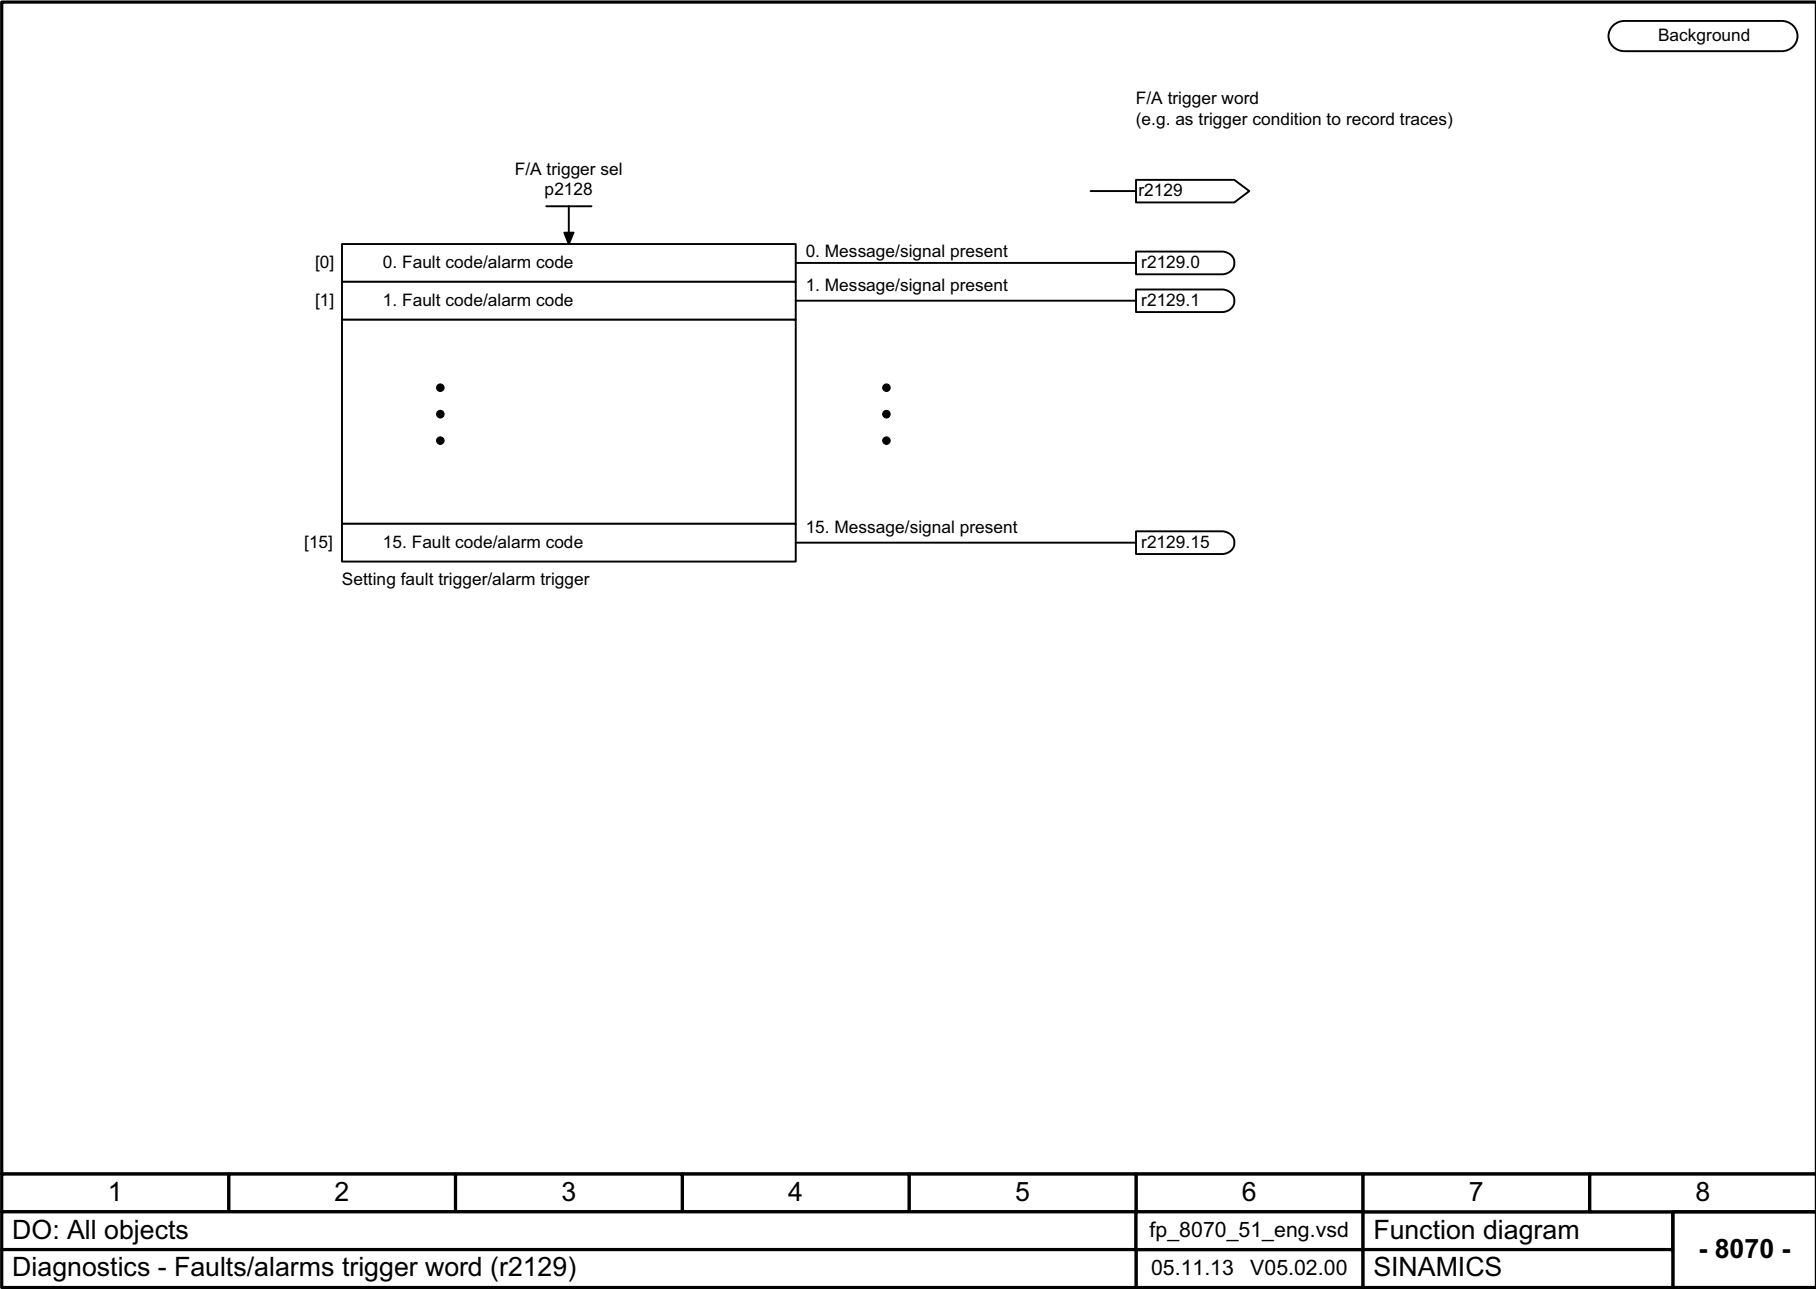 Background
F/A trigger word
(e.g. as trigger condition to record traces)
F/A trigger sel
p2128
r2129
[0]
0. Fault code/alarm code
0. Message/signal present
r2129.0
[1]
1. Fault code/alarm code
1. Message/signal present
r2129.1
[15]
15. Fault code/alarm code
15. Message/signal present
r2129.15
Setting fault trigger/alarm trigger
1 2 3 4 5 6 7 8
DO: All objects
fp_8070_51_eng.vsd
Function diagram
- 8070 -
Diagnostics - Faults/alarms trigger word (r2129)
05.11.13 V05.02.00
SINAMICS